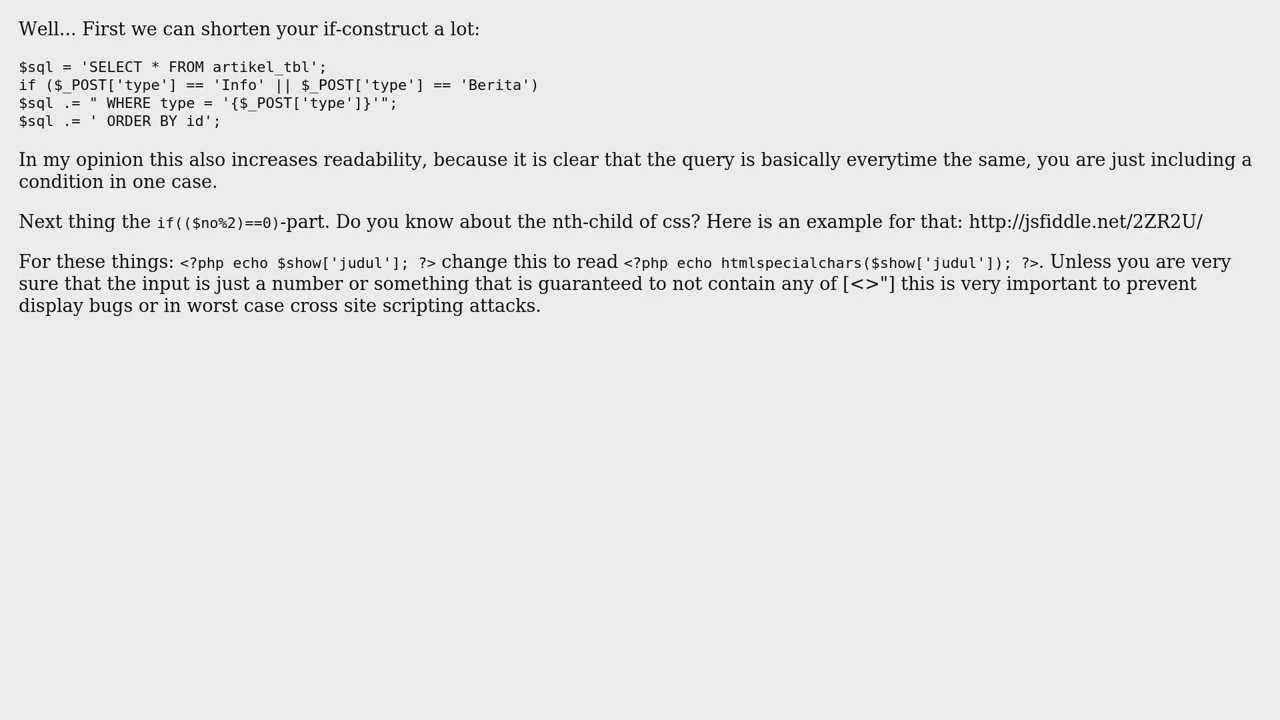 Well... First we can shorten your if-construct a lot:
$sql = 'SELECT * FROM artikel_tbl';
if ($_POST['type'] == 'Info' || $_POST['type'] == 'Berita')
$sql .= " WHERE type = '{$_POST['type']}'";
$sql .= ' ORDER BY id';
In my opinion this also increases readability, because it is clear that the query is basically everytime the same, you are just including a
condition in one case.
Next thing the if(($no%2)==0)-part. Do you know about the nth-child of css? Here is an example for that: http://jsfiddle.net/2ZR2U/
For these things: <?php echo $show['judul']; ?> change this to read <?php echo htmlspecialchars($show['judul']); ?>. Unless you are very
sure that the input is just a number or something that is guaranteed to not contain any of [<>"] this is very important to prevent
display bugs or in worst case cross site scripting attacks.